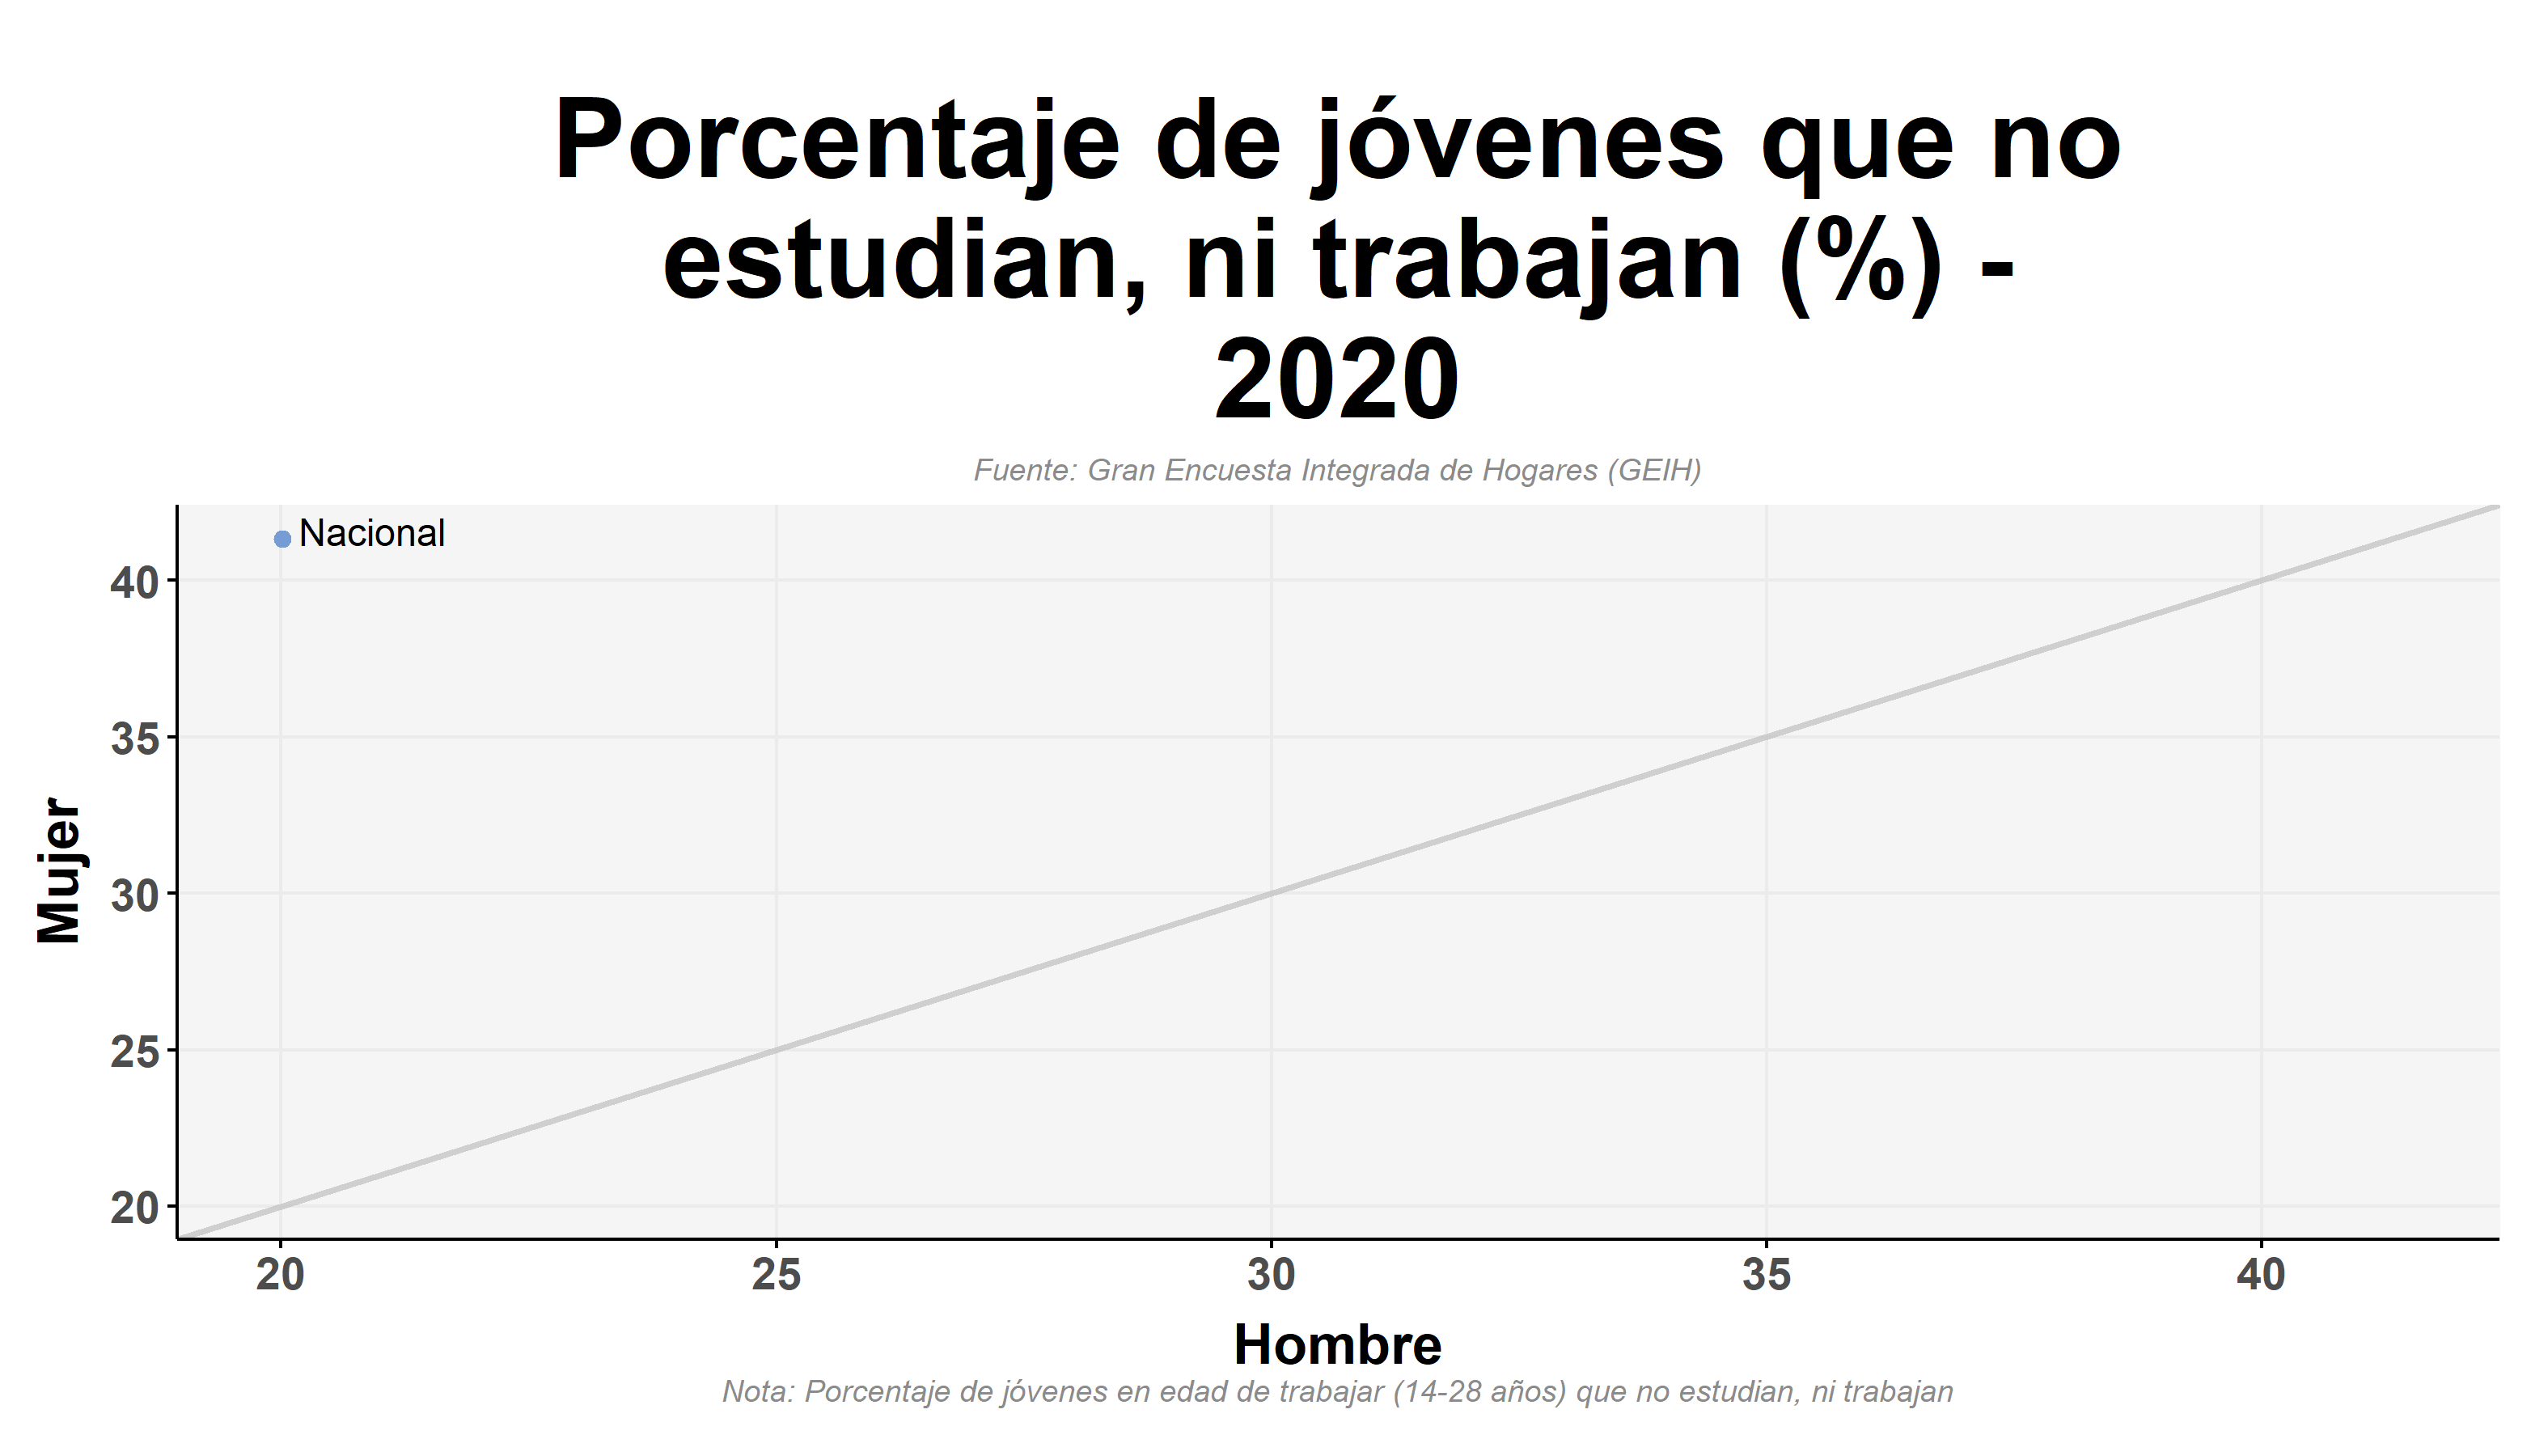 Porcentaje de jóvenes que no
estudian, ni trabajan (%) -
2020
Fuente: Gran Encuesta Integrada de Hogares (GEIH)
Nacional
40
35
30
25
20
Mujer
20 25 30 35 40
Hombre
Nota: Porcentaje de jóvenes en edad de trabajar (14-28 años) que no estudian, ni trabajan